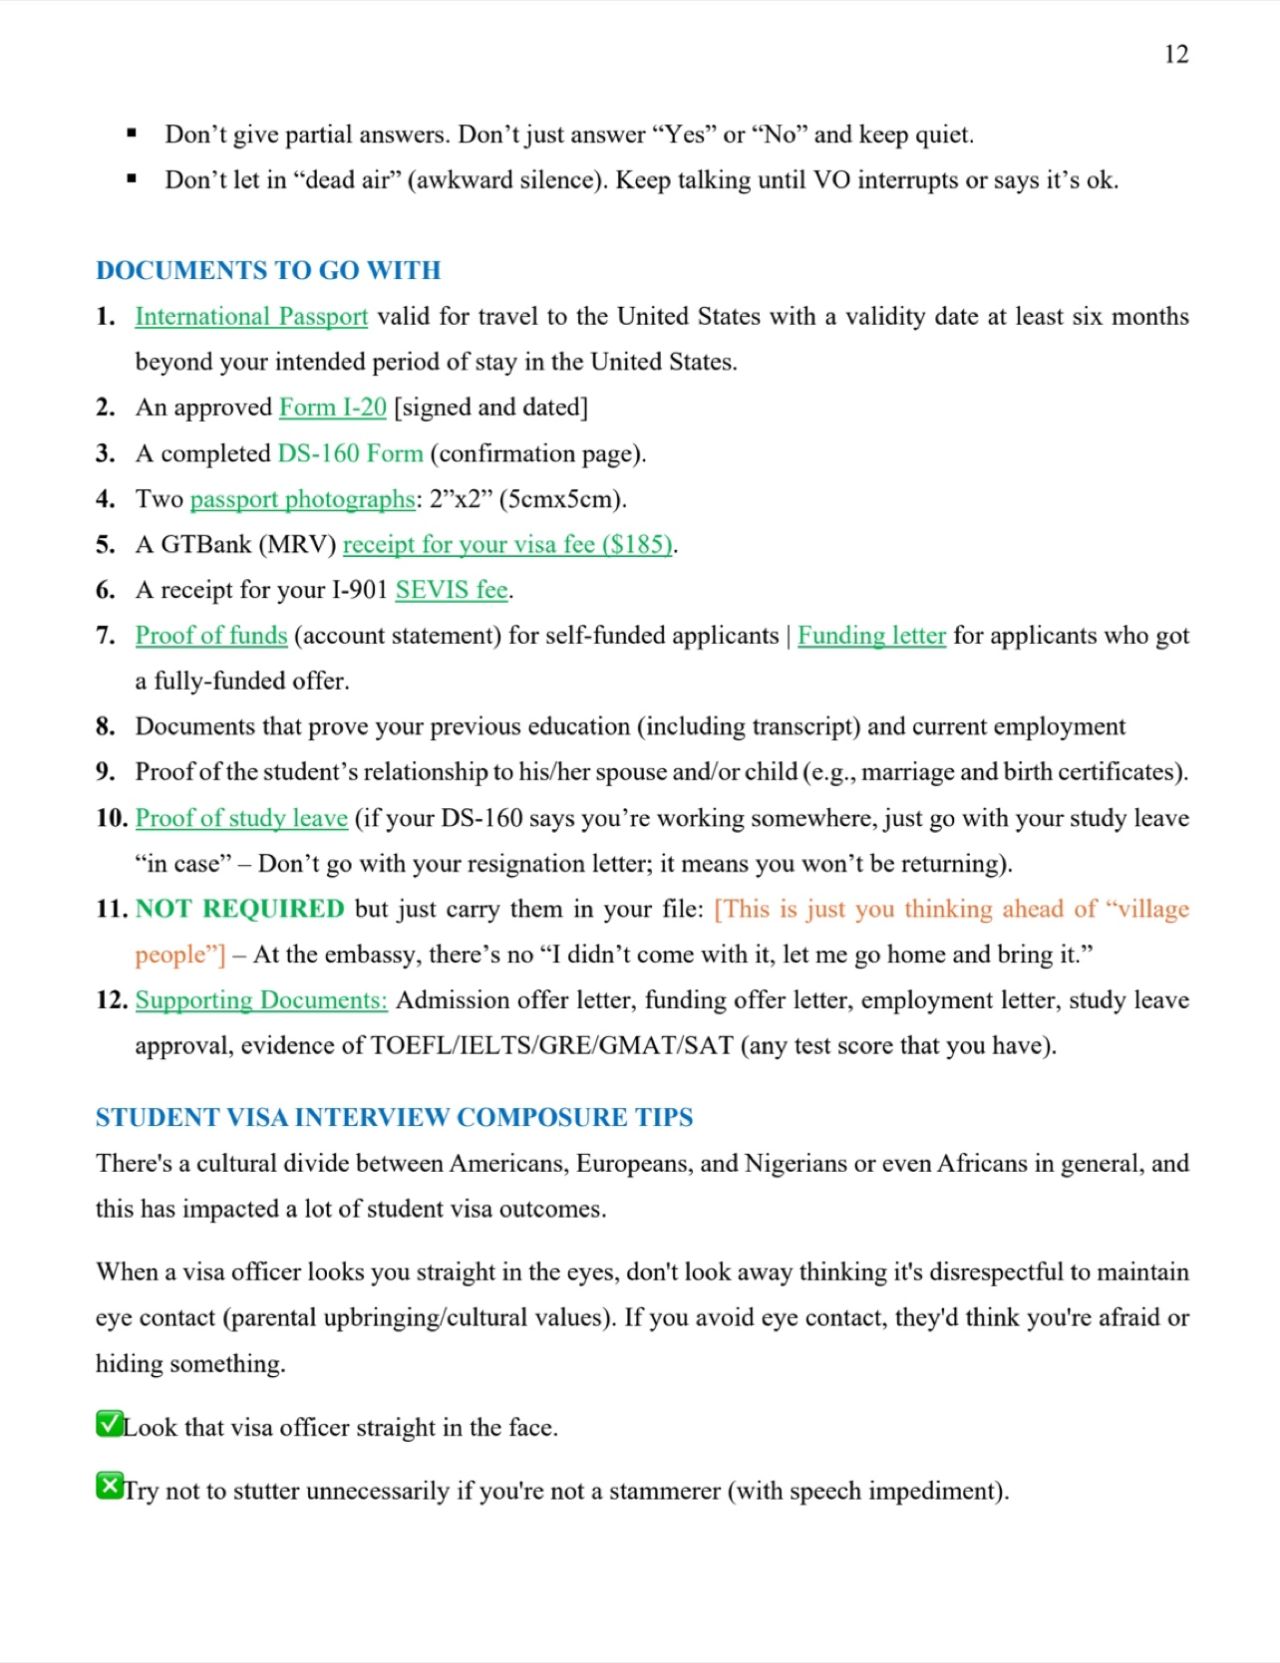 12
▪ Don’t give partial answers. Don’t just answer “Yes” or “No” and keep quiet.
▪ Don’t let in “dead air” (awkward silence). Keep talking until VO interrupts or says it’s ok.
DOCUMENTS TO GO WITH
1. International Passport valid for travel to the United States with a validity date at least six months
beyond your intended period of stay in the United States.
2. An approved Form I-20 [signed and dated]
3. A completed DS-160 Form (confirmation page).
4. Two passport photographs: 2”x2” (5cmx5cm).
5. A GTBank (MRV) receipt for your visa fee ($185).
6. A receipt for your I-901 SEVIS fee.
7. Proof of funds (account statement) for self-funded applicants | Funding letter for applicants who got
a fully-funded offer.
8. Documents that prove your previous education (including transcript) and current employment
9. Proof of the student’s relationship to his/her spouse and/or child (e.g., marriage and birth certificates).
10. Proof of study leave (if your DS-160 says you’re working somewhere, just go with your study leave
“in case” – Don’t go with your resignation letter; it means you won’t be returning).
11. NOT REQUIRED but just carry them in your file: [This is just you thinking ahead of “village
people”] – At the embassy, there’s no “I didn’t come with it, let me go home and bring it.”
12. Supporting Documents: Admission offer letter, funding offer letter, employment letter, study leave
approval, evidence of TOEFL/IELTS/GRE/GMAT/SAT (any test score that you have).
STUDENT VISA INTERVIEW COMPOSURE TIPS
There's a cultural divide between Americans, Europeans, and Nigerians or even Africans in general, and
this has impacted a lot of student visa outcomes.
When a visa officer looks you straight in the eyes, don't look away thinking it's disrespectful to maintain
eye contact (parental upbringing/cultural values). If you avoid eye contact, they'd think you're afraid or
hiding something.
✅Look that visa officer straight in the face.
❎Try not to stutter unnecessarily if you're not a stammerer (with speech impediment).